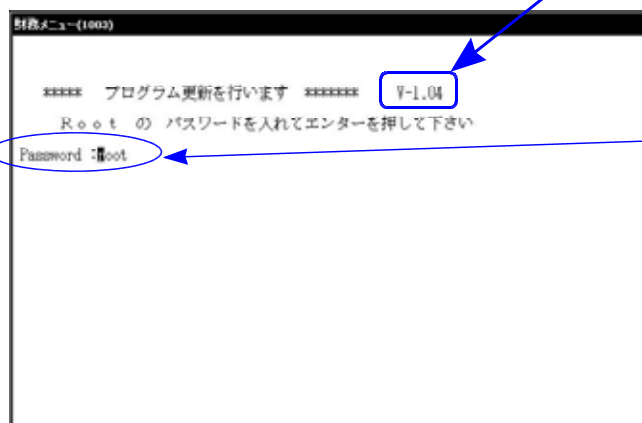 財務メニュー(1003)
***** プログラム更新を行います ******* V-1.04
Ｒｏｏｔ の パスワードを入れてエンターを押して下さい
Password :Root